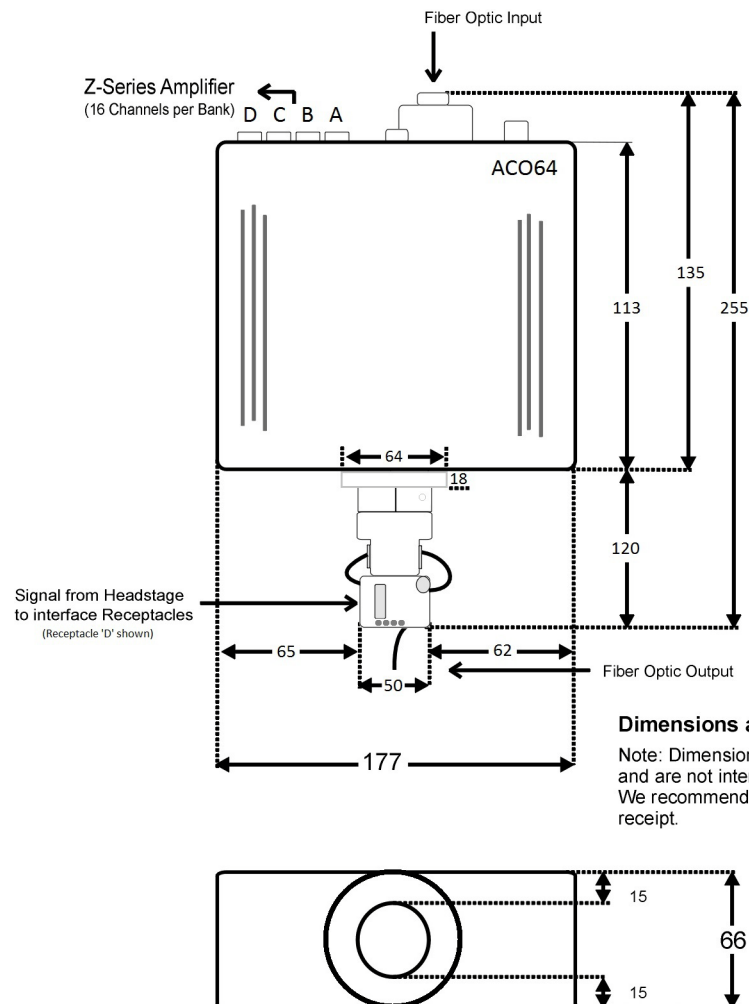 Fiber Optic Input
Z-Series Amplifier
(16 Channels per Bank)
D C B A
ACO64
135
113
255
64
18
120
Signal from Headstage
to interface Receptacles
(Receptacle 'D' shown)
65
62
50
Fiber Optic Output
177
Dimensions
Note:
and are not
We recommend
receipt.
15
66
15